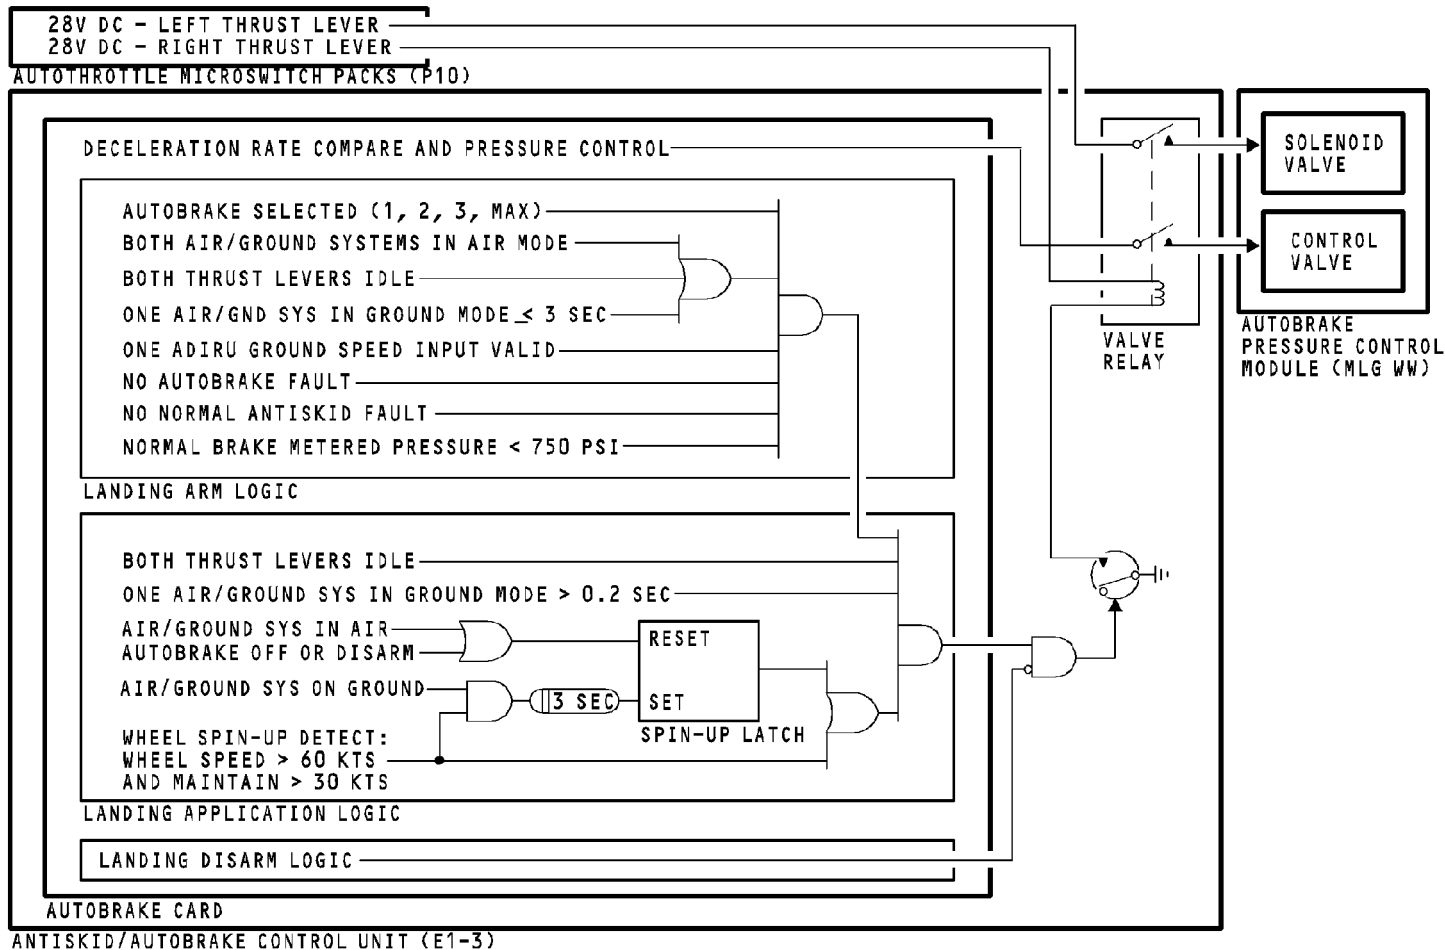 28V DC – LEFT THRUST LEVER
28V DC – RIGHT THRUST LEVER
AUTOTHROTTLE MICROSWITCH PACKS (P10)
DECELERATION RATE COMPARE AND PRESSURE CONTROL
AUTOBRAKE SELECTED (1, 2, 3, MAX)
BOTH AIR/GROUND SYSTEMS IN AIR MODE
BOTH THRUST LEVERS IDLE
ONE AIR/GND SYS IN GROUND MODE < 3 SEC
ONE ADIRU GROUND SPEED INPUT VALID
NO AUTOBRAKE FAULT
NO NORMAL ANTISKID FAULT
NORMAL BRAKE METERED PRESSURE < 750 PSI
LANDING ARM LOGIC
BOTH THRUST LEVERS IDLE
ONE AIR/GROUND SYS IN GROUND MODE > 0.2 SEC
AIR/GROUND SYS IN AIR
AUTOBRAKE OFF OR DISARM
AIR/GROUND SYS ON GROUND
3 SEC
RESET
SET
SPIN-UP LATCH
WHEEL SPIN-UP DETECT:
WHEEL SPEED > 60 KTS
AND MAINTAIN > 30 KTS
LANDING APPLICATION LOGIC
LANDING DISARM LOGIC
AUTOBRAKE CARD
ANTISKID/AUTOBRAKE CONTROL UNIT (E1-3)
VALVE
RELAY
SOLENOID
VALVE
CONTROL
VALVE
AUTOBRAKE
PRESSURE CONTROL
MODULE (MLG WW)